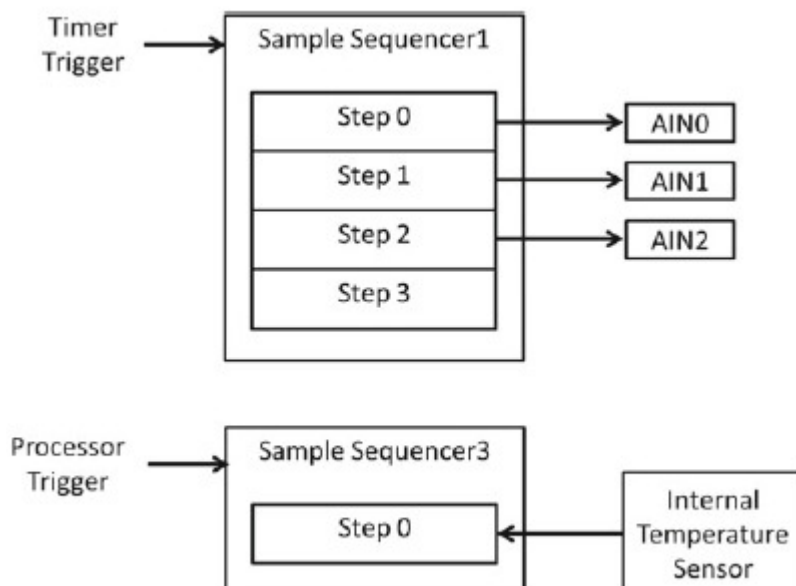 Timer
Trigger
Sample Sequencer1
Step 0
AIN0
Step 1
AIN1
Step 2
AIN2
Step 3
Processor
Trigger
Sample Sequencer3
Step 0
Internal
Temperature
Sensor